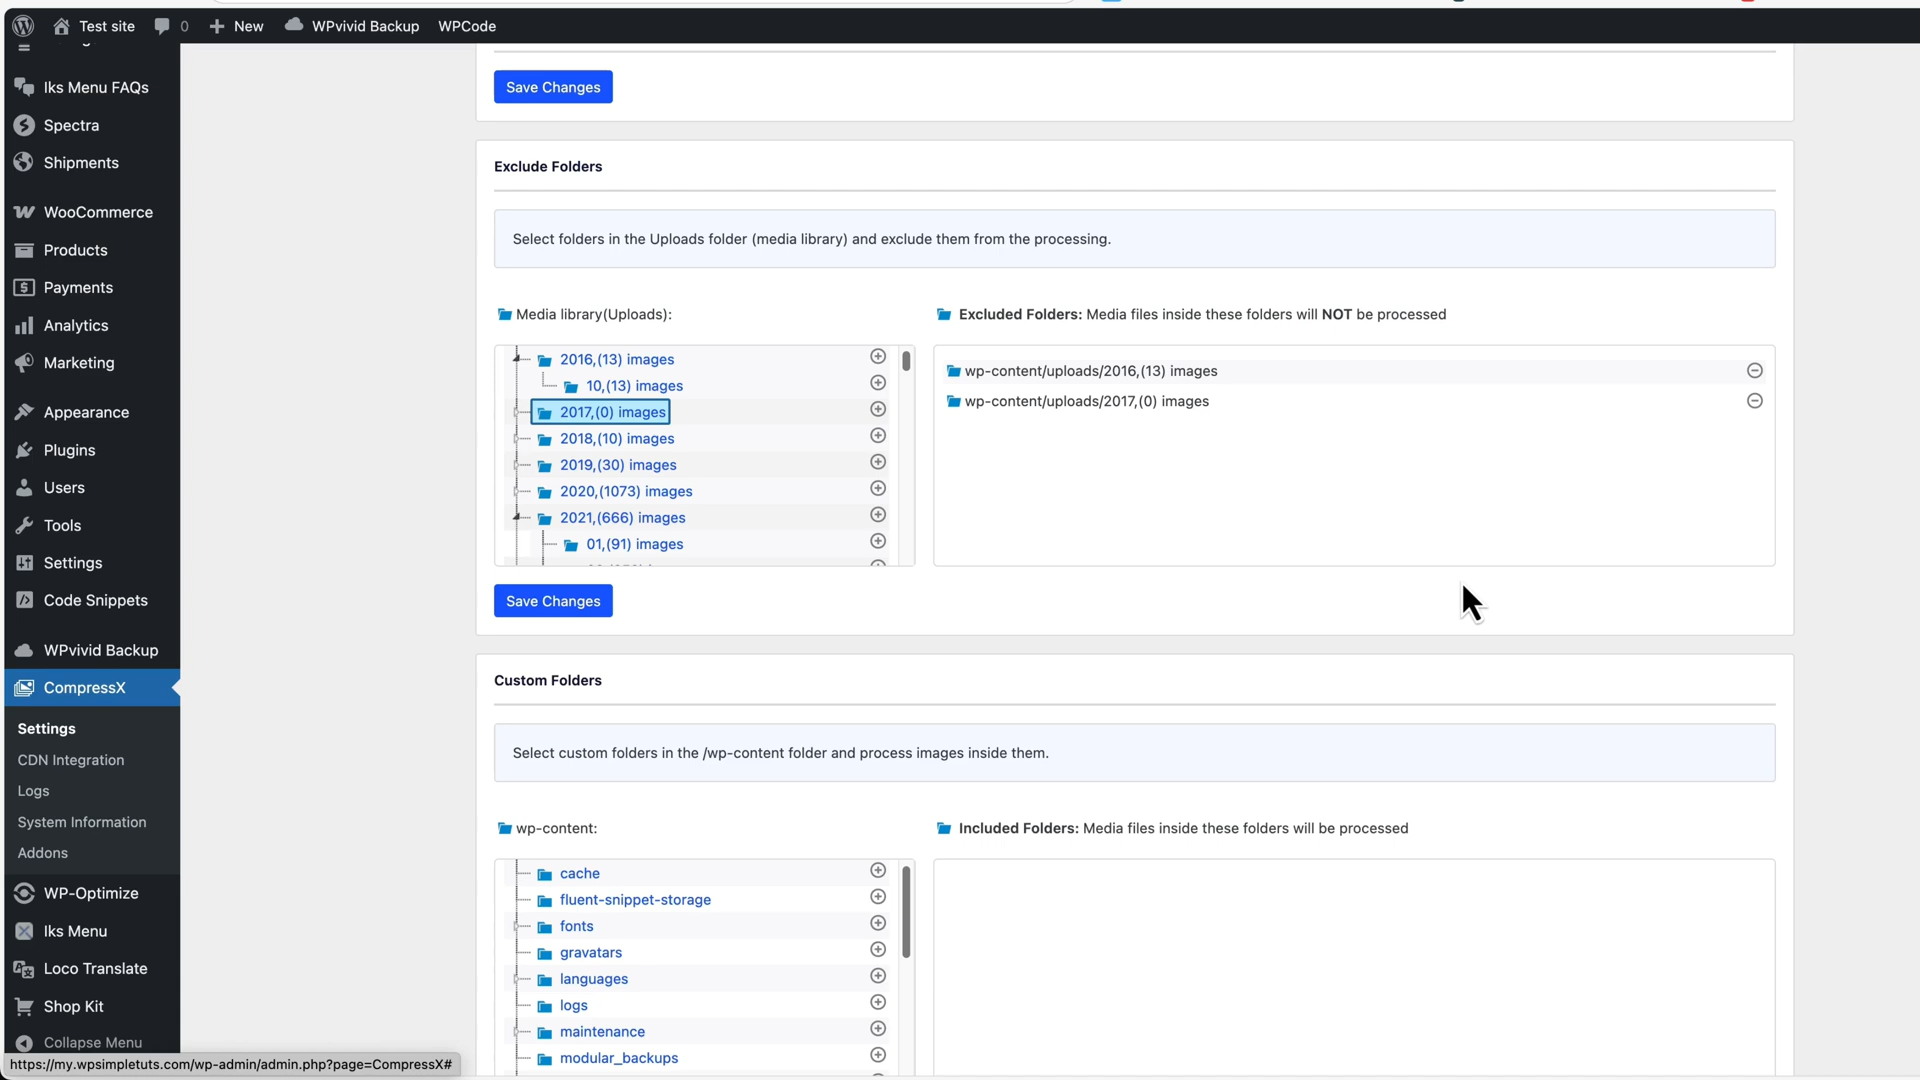 Test site
0
New
WPvivid Backup
WPCode
Iks Menu FAQs
Spectra
Shipments
WooCommerce
Products
Payments
Analytics
Marketing
Appearance
Plugins
Users
Tools
Settings
Code Snippets
WPvivid Backup
CompressX
Settings
CDN Integration
Logs
System Information
Addons
WP-Optimize
Iks Menu
Loco Translate
Shop Kit
Collapse Menu
https://my.wpsimpletuts.com/wp-admin/admin.php?page=CompressX#
Save Changes
Exclude Folders
Select folders in the Uploads folder (media library) and exclude them from the processing.
Media library(Uploads):
2016,(13) images
10,(13) images
2017,(0) images
2018,(10) images
2019,(30) images
2020,(1073) images
2021,(666) images
01,(91) images
Excluded Folders: Media files inside these folders will NOT be processed
wp-content/uploads/2016,(13) images
wp-content/uploads/2017,(0) images
Save Changes
Custom Folders
Select custom folders in the /wp-content folder and process images inside them.
wp-content:
cache
fluent-snippet-storage
fonts
gravatars
languages
logs
maintenance
modular_backups
Included Folders: Media files inside these folders will be processed